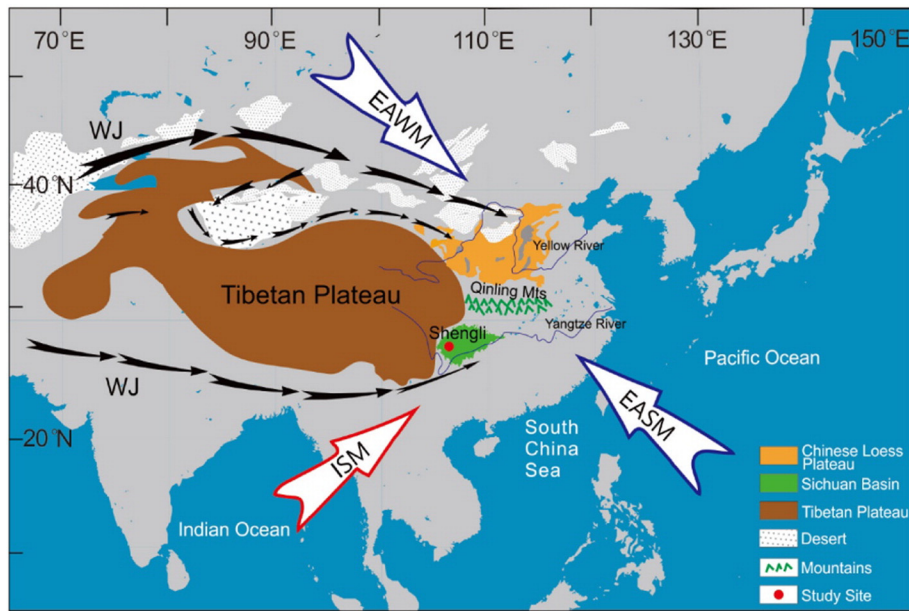 70°E
90°E
110°E
130°E
150°E
WJ
EAWM
40°N
Yellow River
Tibetan Plateau
Qinling Mts
Shengli
Yangtze River
WJ
Pacific Ocean
EASM
20°N
ISM
South
China
Sea
Indian Ocean
Chinese Loess
Plateau
Sichuan Basin
Tibetan Plateau
Desert
Mountains
Study Site